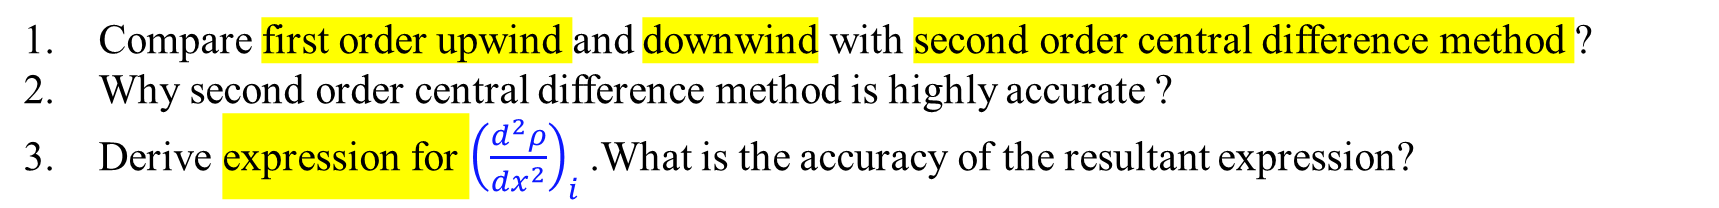 1. Compare first order upwind and downwind with second order central difference method ?
2. Why second order central difference method is highly accurate ?
3. Derive expression for (d²ρ/dx²)ᵢ .What is the accuracy of the resultant expression?